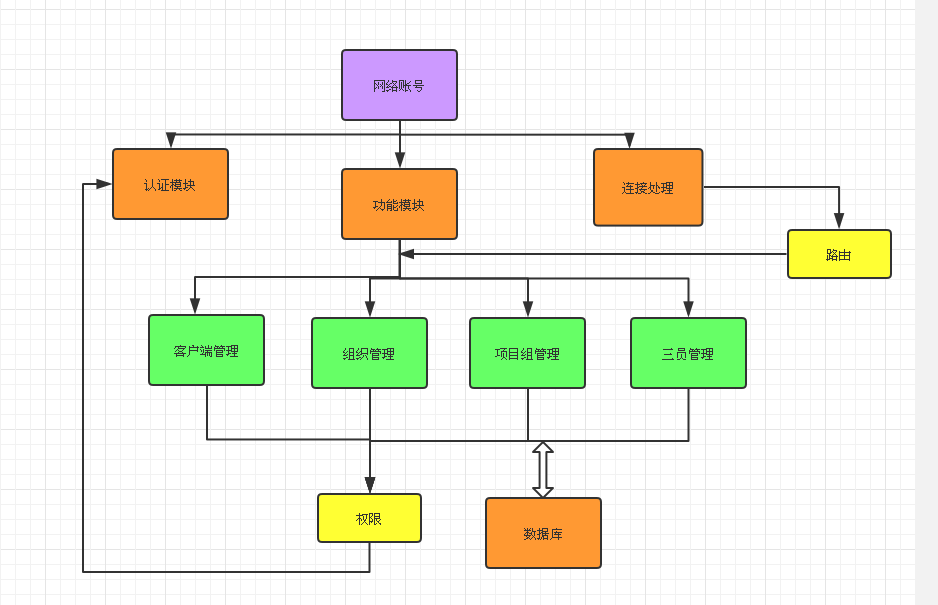 网络账号
认证模块
功能模块
连接处理
路由
客户端管理
组织管理
项目组管理
三员管理
权限
数据库